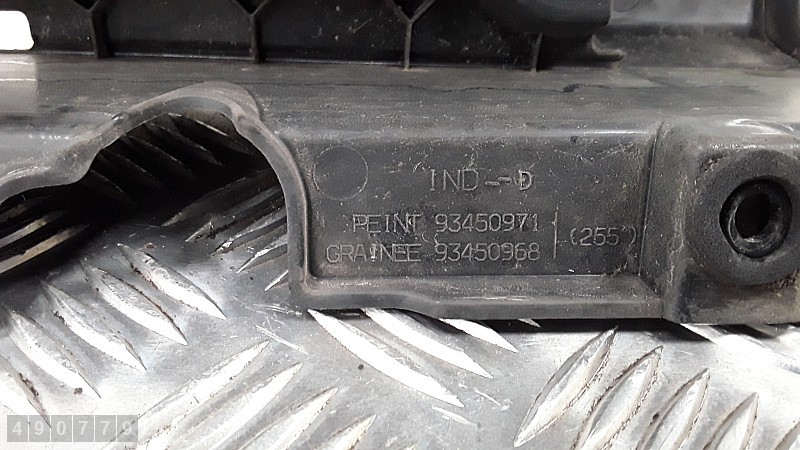 IND - D
PEINT 93450971
GRAINEE 93450968
(255)
490779